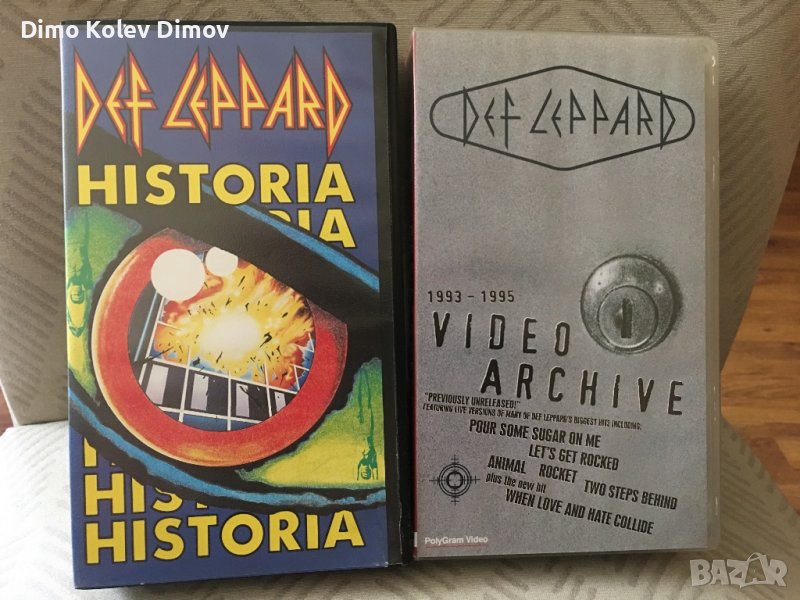 Dimo Kolev Dimov
DEF LEPPARD
HISTORIA
HISTORIA
DEF LEPPARD
1993 - 1995
VIDEO
ARCHIVE
"PREVIOUSLY UNRELEASED!"
FEATURING LIVE VERSIONS OF MANY OF DEF LEPPARD'S BIGGEST HITS INCLUDING:
POUR SOME SUGAR ON ME
LET'S GET ROCKED
ANIMAL ROCKET TWO STEPS BEHIND
plus the new hit
WHEN LOVE AND HATE COLLIDE
PolyGram Video
BAZAR